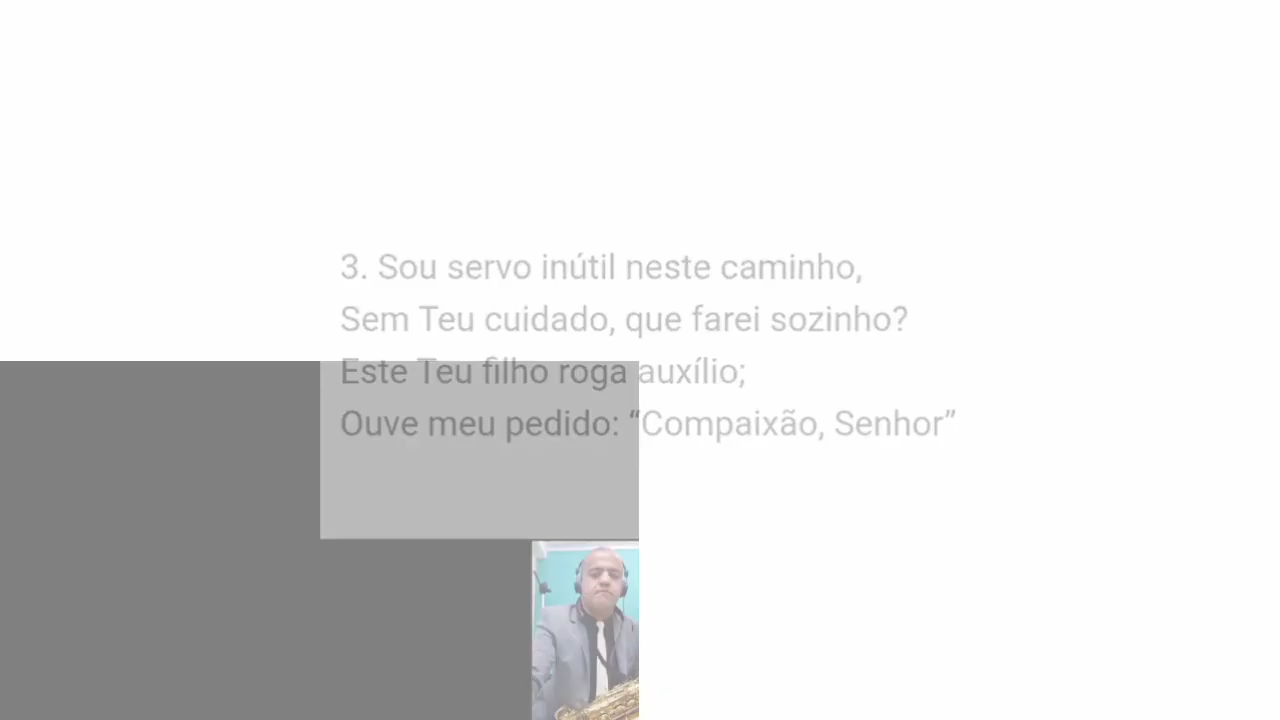 3. Sou servo inútil neste caminho,
Sem Teu cuidado, que farei sozinho?
Este Teu filho roga auxílio;
Ouve meu pedido: “Compaixão, Senhor”